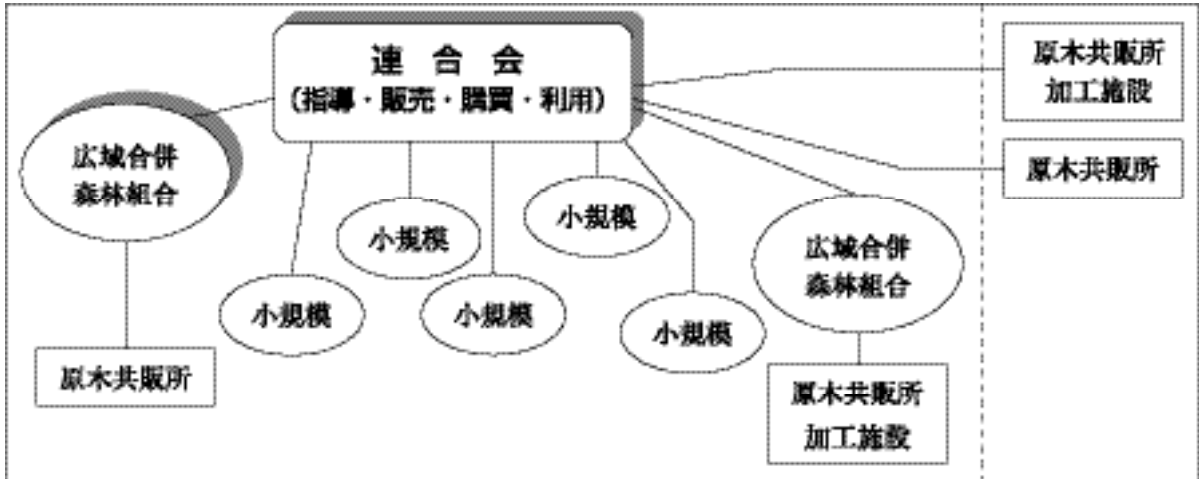 連合会
（指導・販売・購買・利用）
広域合併
森林組合
原木共販所
小規模
小規模
小規模
小規模
小規模
広域合併
森林組合
原木共販所
加工施設
原木共販所
加工施設
原木共販所